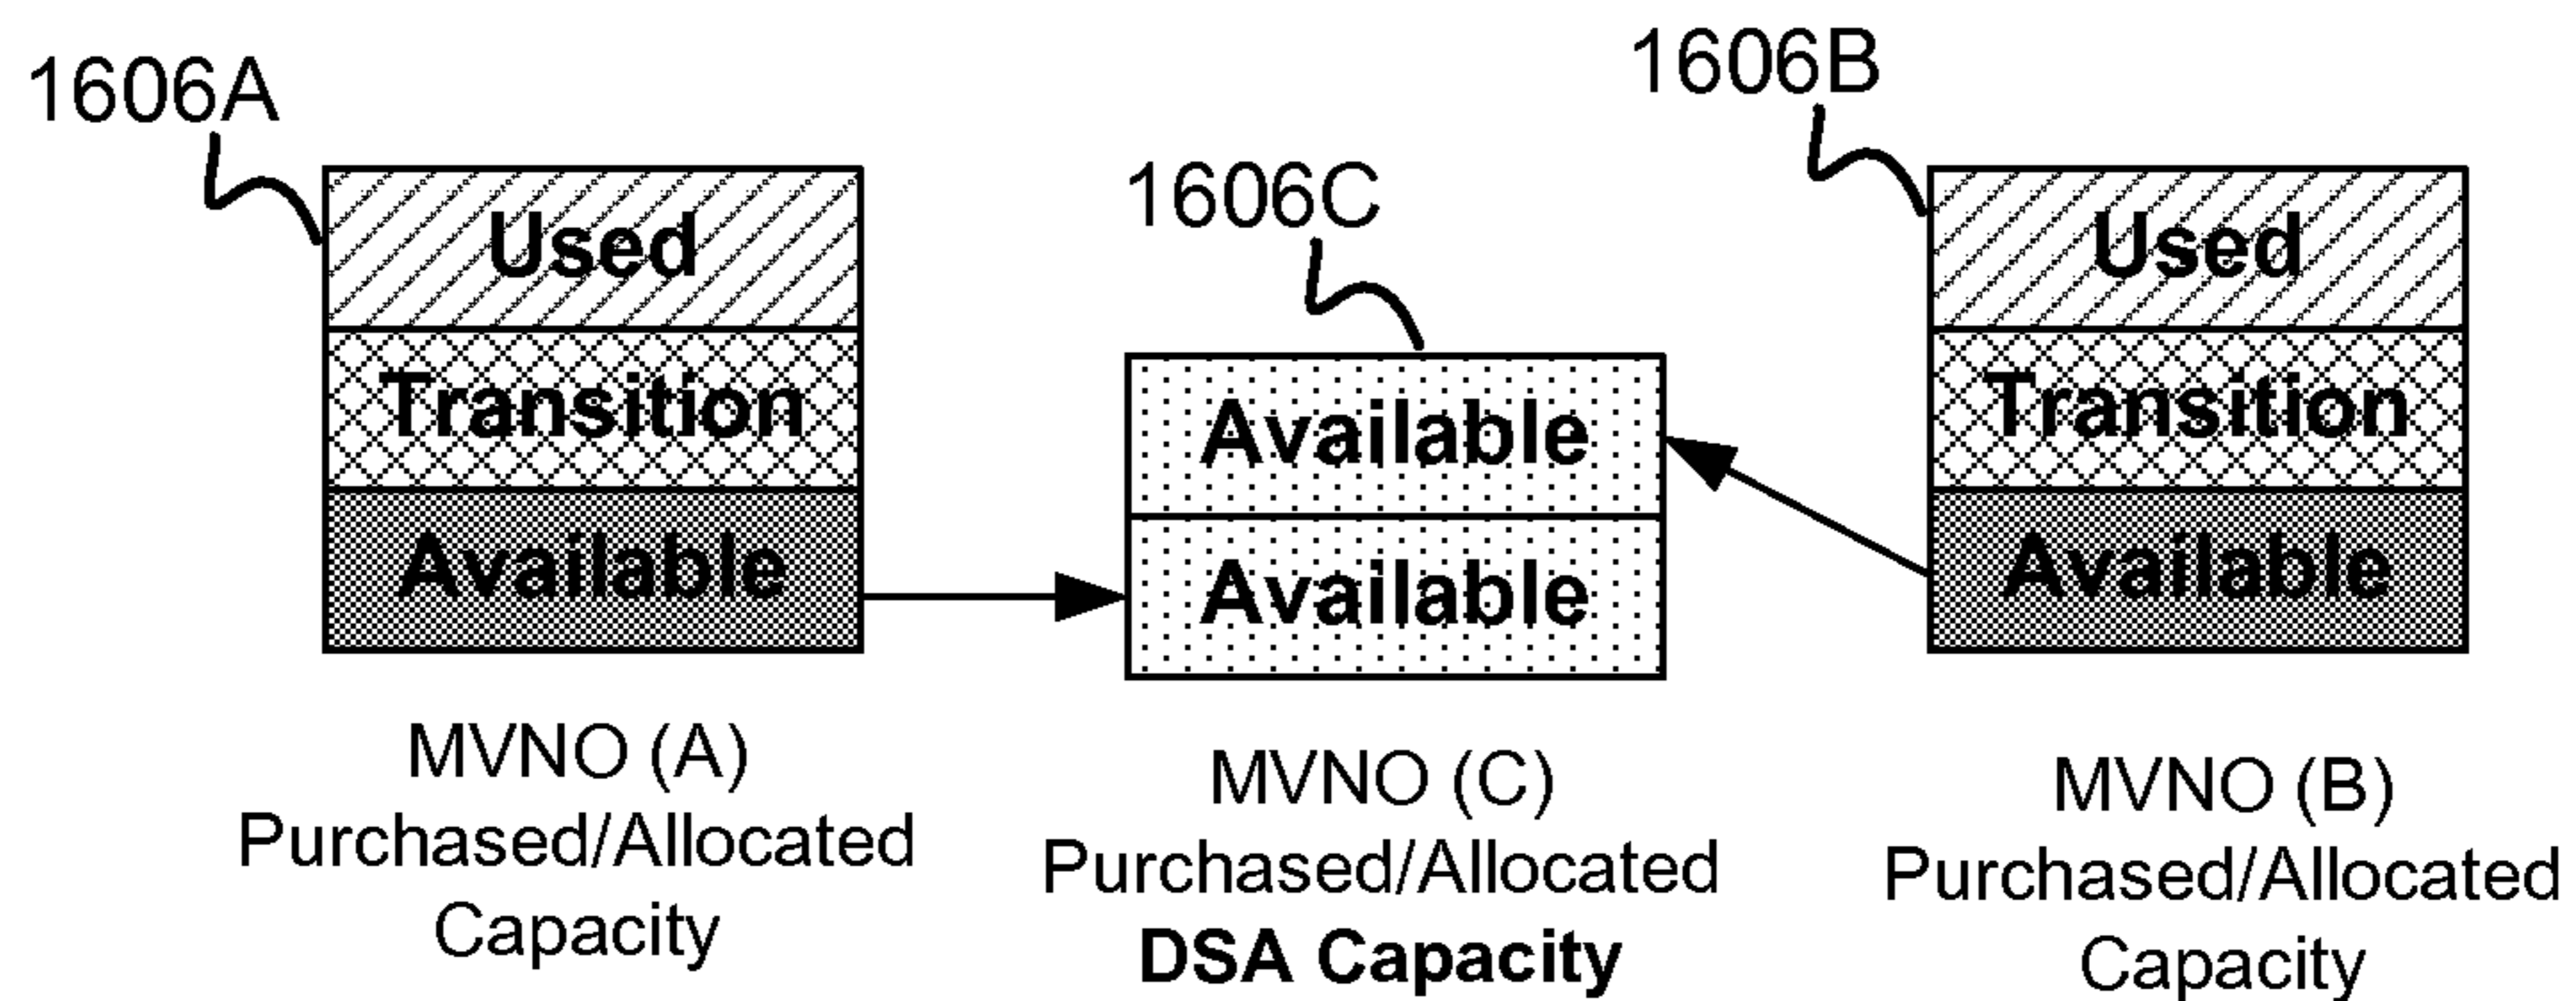 1606A
Used
Transition
Available
MVNO (A)
Purchased/Allocated
Capacity
1606C
Available
Available
MVNO (C)
Purchased/Allocated
DSA Capacity
1606B
Used
Transition
Available
MVNO (B)
Purchased/Allocated
Capacity